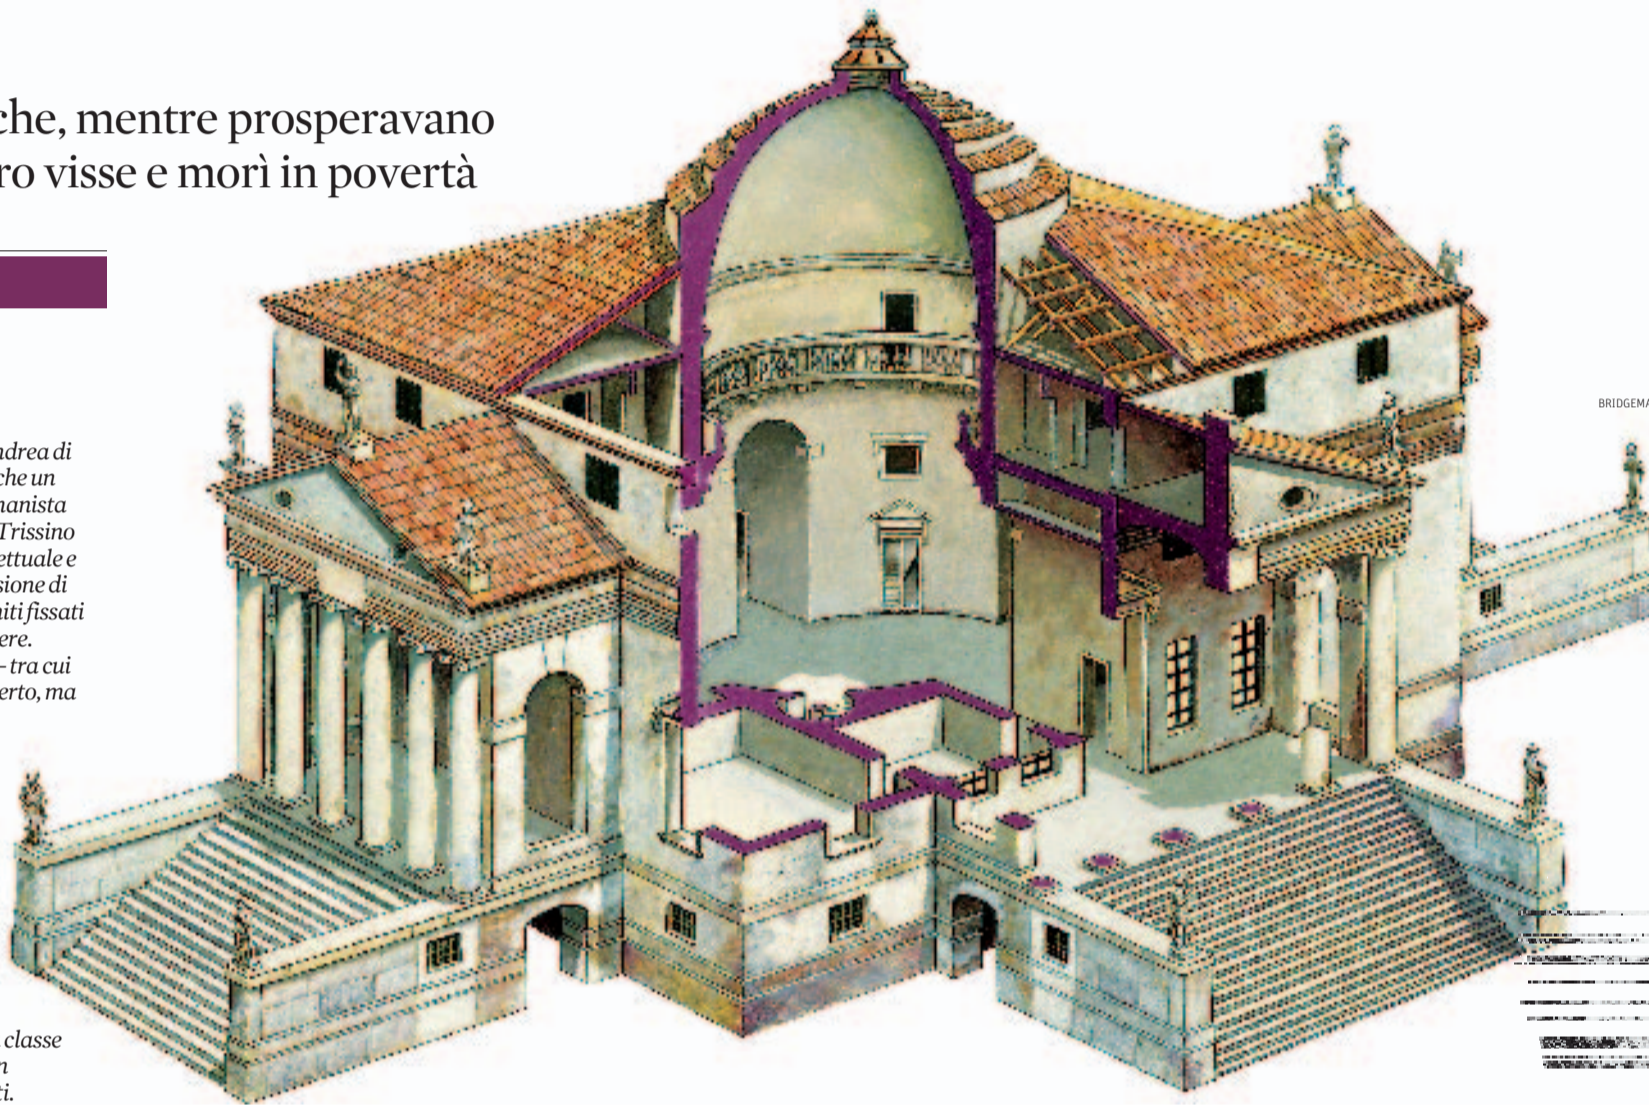 che, mentre prosperavano
ro visse e morì in povertà
ndrea di
che un
nanista
Trissino
ettuale e
sione di
niti fissati
ere.
– tra cui
erto, ma
classe
n
ti.
BRIDGEMA